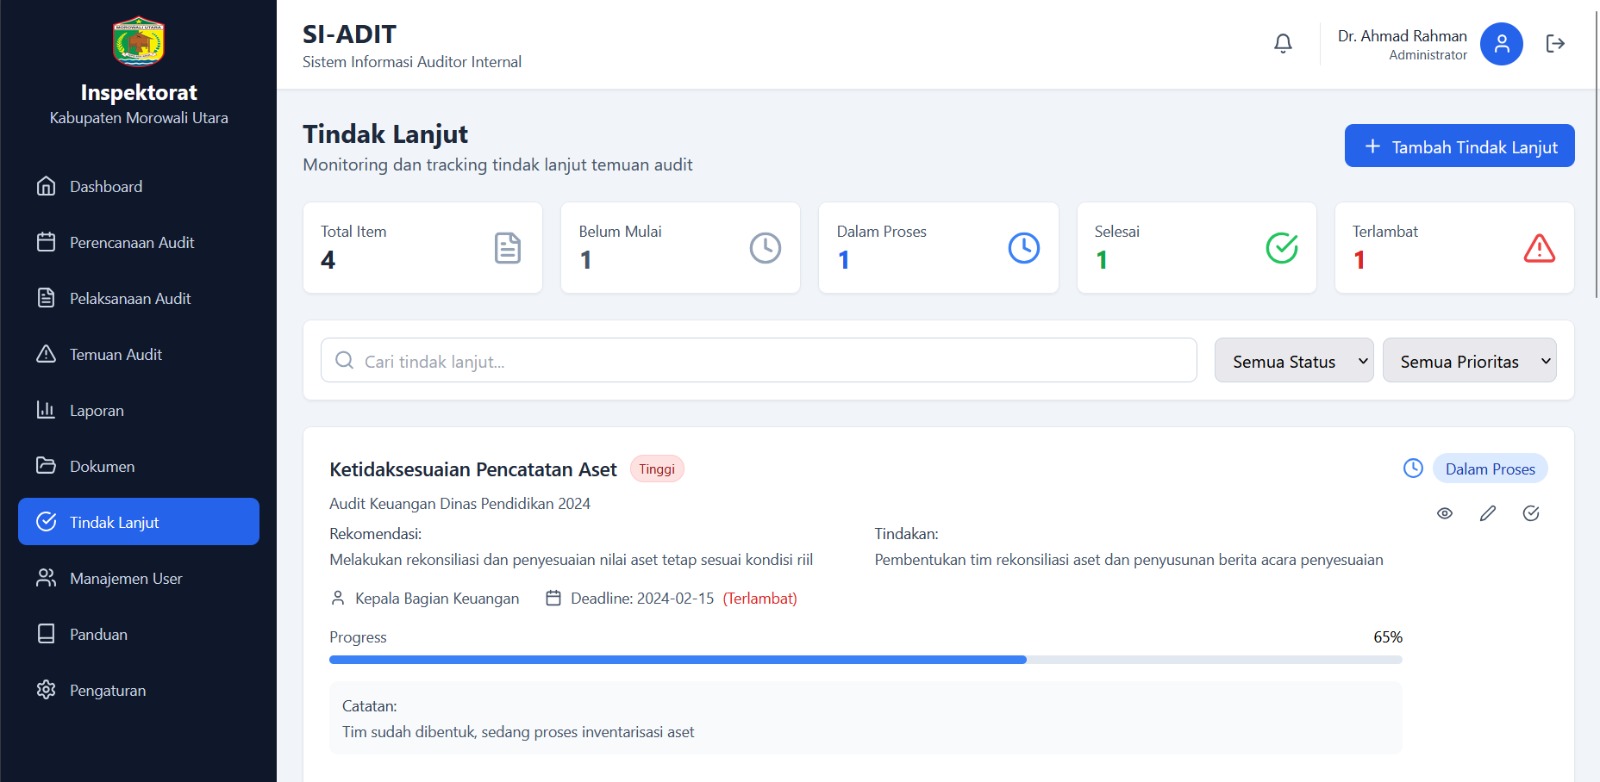 MOROWALI UTARA
Inspektorat
Kabupaten Morowali Utara
Dashboard
Perencanaan Audit
Pelaksanaan Audit
Temuan Audit
Laporan
Dokumen
Tindak Lanjut
Manajemen User
Panduan
Pengaturan
SI-ADIT
Sistem Informasi Auditor Internal
Dr. Ahmad Rahman
Administrator
Tindak Lanjut
Monitoring dan tracking tindak lanjut temuan audit
Tambah Tindak Lanjut
Total Item
4
Belum Mulai
1
Dalam Proses
1
Selesai
1
Terlambat
1
Cari tindak lanjut...
Semua Status
Semua Prioritas
Ketidaksesuaian Pencatatan Aset Tinggi
Dalam Proses
Audit Keuangan Dinas Pendidikan 2024
Rekomendasi:
Melakukan rekonsiliasi dan penyesuaian nilai aset tetap sesuai kondisi riil
Tindakan:
Pembentukan tim rekonsiliasi aset dan penyusunan berita acara penyesuaian
Kepala Bagian Keuangan Deadline: 2024-02-15 (Terlambat)
Progress 65%
Catatan:
Tim sudah dibentuk, sedang proses inventarisasi aset